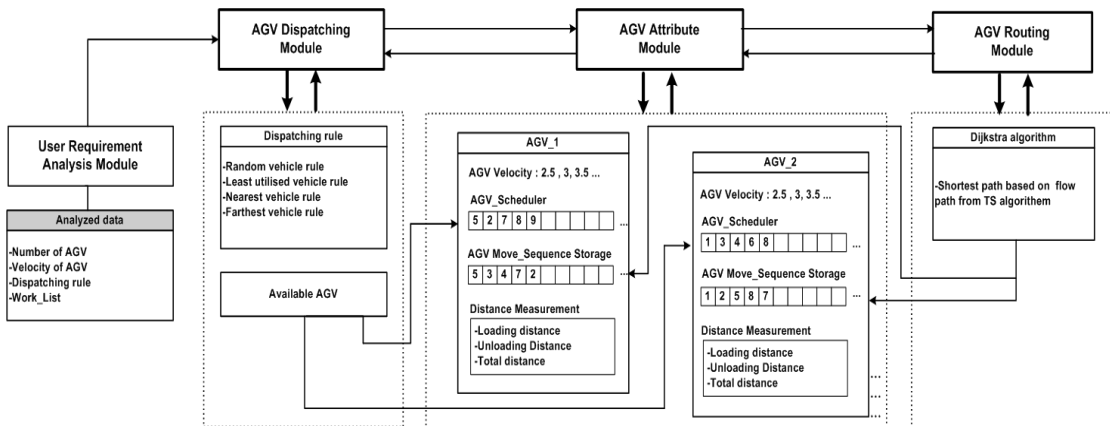 AGV Dispatching
Module
AGV Attribute
Module
AGV Routing
Module
User Requirement
Analysis Module
Analyzed data
-Number of AGV
-Velocity of AGV
-Dispatching rule
-Work_List
Dispatching rule
-Random vehicle rule
-Least utilised vehicle rule
-Nearest vehicle rule
-Farthest vehicle rule
Available AGV
AGV_1
AGV Velocity : 2.5 , 3, 3.5 ...
AGV_Scheduler
5 2 7 8 9 ...
AGV Move_Sequence Storage
5 3 4 7 2 ...
Distance Measurement
-Loading distance
-Unloading Distance
-Total distance
AGV_2
AGV Velocity : 2.5 , 3, 3.5 ...
AGV_Scheduler
1 3 4 6 8 ...
AGV Move_Sequence Storage
1 2 5 8 7 ...
Distance Measurement
-Loading distance
-Unloading Distance
-Total distance
...
...
...
Dijkstra algorithm
-Shortest path based on flow
path from TS algorithem